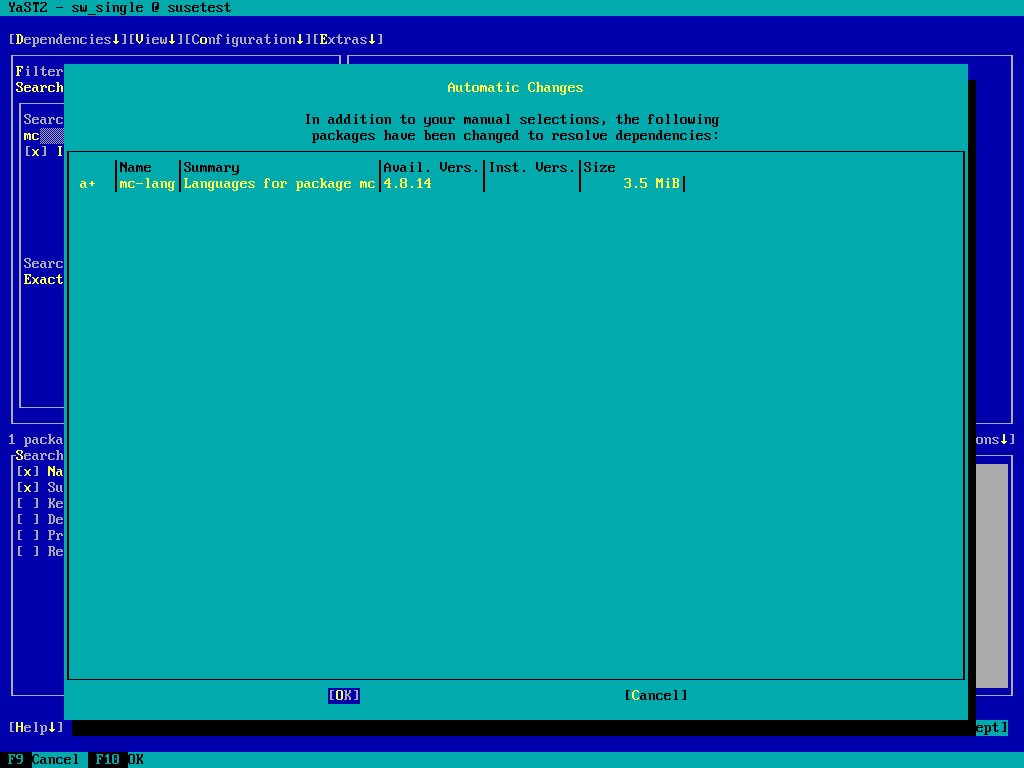 YaST2 - sw_single @ susetest
[Dependencies↓][View↓][Configuration↓][Extras↓]
Filter
Search
Automatic Changes
Searc
In addition to your manual selections, the following
mc
packages have been changed to resolve dependencies:
[x] I
Name Summary Avail. Vers. Inst. Vers. Size
a+ mc-lang Languages for package mc 4.8.14 3.5 MiB
Searc
Exact
1 packa ons↓]
Search
[x] Na
[x] Su
[ ] Ke
[ ] De
[ ] Pr
[ ] Re
[OK] [Cancel]
[Help↓] ept]
F9 Cancel F10 OK